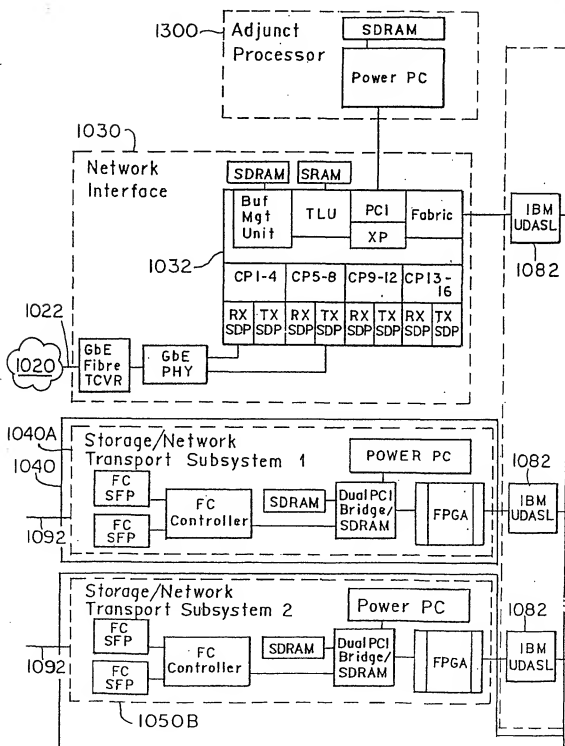 1300
Adjunct
Processor
SDRAM
Power PC
1030
Network
Interface
SDRAM
SRAM
Buf
Mgt
Unit
TLU
PCI
XP
Fabric
IBM
UDASL
1082
1032
CP1-4
CP5-8
CP9-12
CP13-
16
RX
SDP
TX
SDP
RX
SDP
TX
SDP
RX
SDP
TX
SDP
RX
SDP
TX
SDP
1022
1020
GbE
Fibre
TCVR
GbE
PHY
1040A
1040
Storage/Network
Transport Subsystem 1
POWER PC
1082
FC
SFP
FC
SFP
FC
Controller
SDRAM
Dual PCI
Bridge/
SDRAM
FPGA
IBM
UDASL
1092
Storage/Network
Transport Subsystem 2
Power PC
1082
FC
SFP
FC
SFP
FC
Controller
SDRAM
Dual PCI
Bridge/
SDRAM
FPGA
IBM
UDASL
1092
1050B